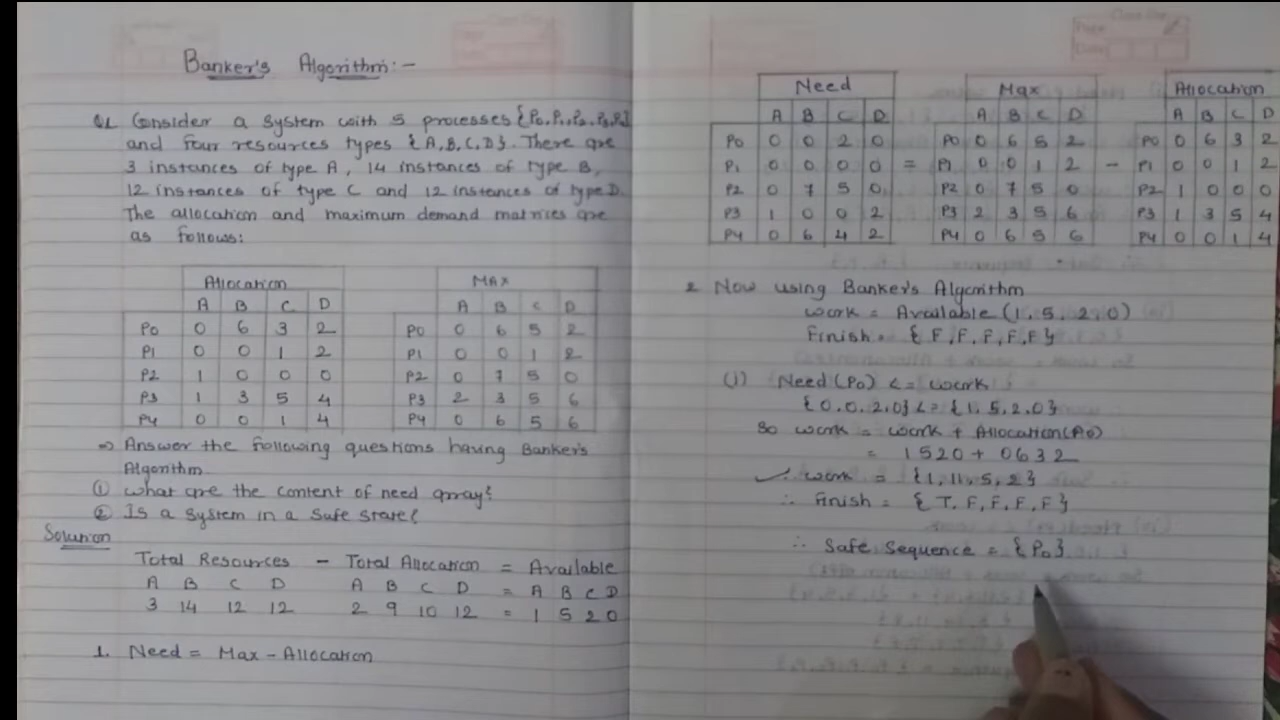 Banker's Algorithm:-
Q1 Consider a system with 5 processes {P0, P1, P2, P3, P4}
and four resources types {A, B, C, D}. There are
3 instances of type A, 14 instances of type B,
12 instances of type C and 12 instances of type D.
The allocation and maximum demand matrices are
as follows:
Allocation
A B C D
P0 0 6 3 2
P1 0 0 1 2
P2 1 0 0 0
P3 1 3 5 4
P4 0 0 1 4
MAX
A B C D
P0 0 6 5 2
P1 0 0 1 2
P2 0 7 5 0
P3 2 3 5 6
P4 0 6 5 6
⇒ Answer the following questions having Banker's
Algorithm
① What are the content of need array?
② Is a system in a safe state?
Solution
Total Resources - Total Allocation = Available
A B C D A B C D = A B C D
3 14 12 12 2 9 10 12 = 1 5 2 0
1. Need = Max - Allocation
Need Max Allocation
A B C D A B C D A B C D
P0 0 0 2 0 P0 0 6 5 2 P0 0 6 3 2
P1 0 0 0 0 = P1 0 0 1 2 - P1 0 0 1 2
P2 0 7 5 0 P2 0 7 5 0 P2 1 0 0 0
P3 1 0 0 2 P3 2 3 5 6 P3 1 3 5 4
P4 0 6 4 2 P4 0 6 5 6 P4 0 0 1 4
2 Now using Banker's Algorithm
Work = Available (1, 5, 2, 0)
Finish = {F, F, F, F, F}
(i) Need (P0) <= work
{0, 0, 2, 0} <= {1, 5, 2, 0}
So work = work + Allocation(A0)
= 1520 + 0632
∴ work = {1, 11, 5, 2}
∴ Finish = {T, F, F, F, F}
∴ Safe Sequence = {P0}